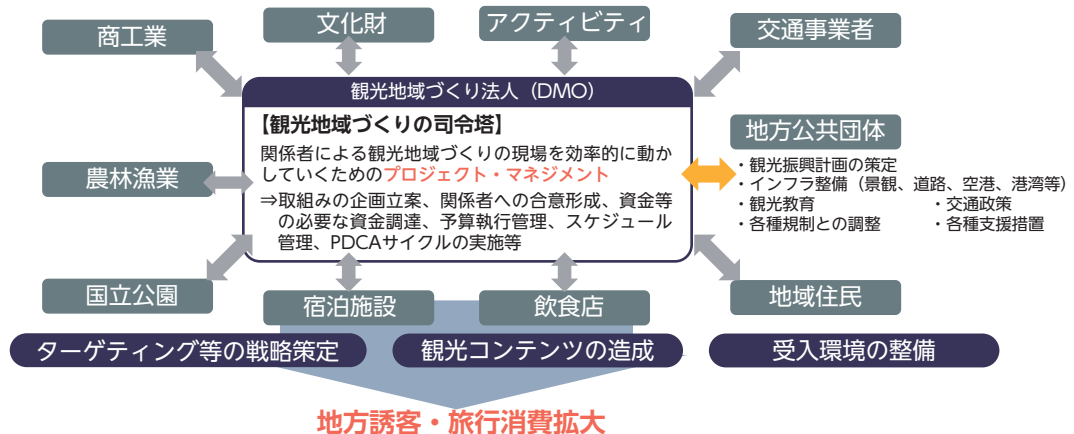 商工業
文化財
アクティビティ
交通事業者
観光地域づくり法人（DMO）
【観光地域づくりの司令塔】
関係者による観光地域づくりの現場を効率的に動か
していくためのプロジェクト・マネジメント
⇒取組みの企画立案、関係者への合意形成、資金等
の必要な資金調達、予算執行管理、スケジュール
管理、PDCAサイクルの実施等
農林漁業
地方公共団体
・観光振興計画の策定
・インフラ整備（景観、道路、空港、港湾等）
・観光教育 ・交通政策
・各種規制との調整 ・各種支援措置
国立公園
宿泊施設
飲食店
地域住民
ターゲティング等の戦略策定
観光コンテンツの造成
受入環境の整備
地方誘客・旅行消費拡大